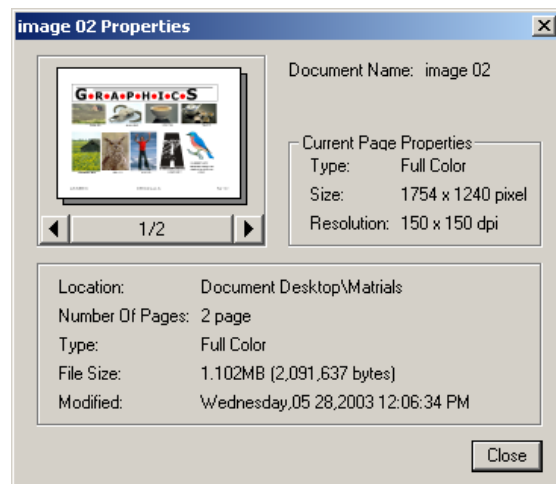 image 02 Properties
G•R•A•P•H•I•C•S
1/2
Document Name: image 02
Current Page Properties
Type: Full Color
Size: 1754 x 1240 pixel
Resolution: 150 x 150 dpi
Location: Document Desktop\Matrials
Number Of Pages: 2 page
Type: Full Color
File Size: 1.102MB (2,091,637 bytes)
Modified: Wednesday,05 28,2003 12:06:34 PM
Close